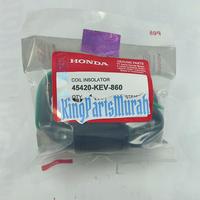 HONDA
GENUINE PARTS
COIL INSOLATOR
45420-KEV-860
QTY
KingPartsMurah